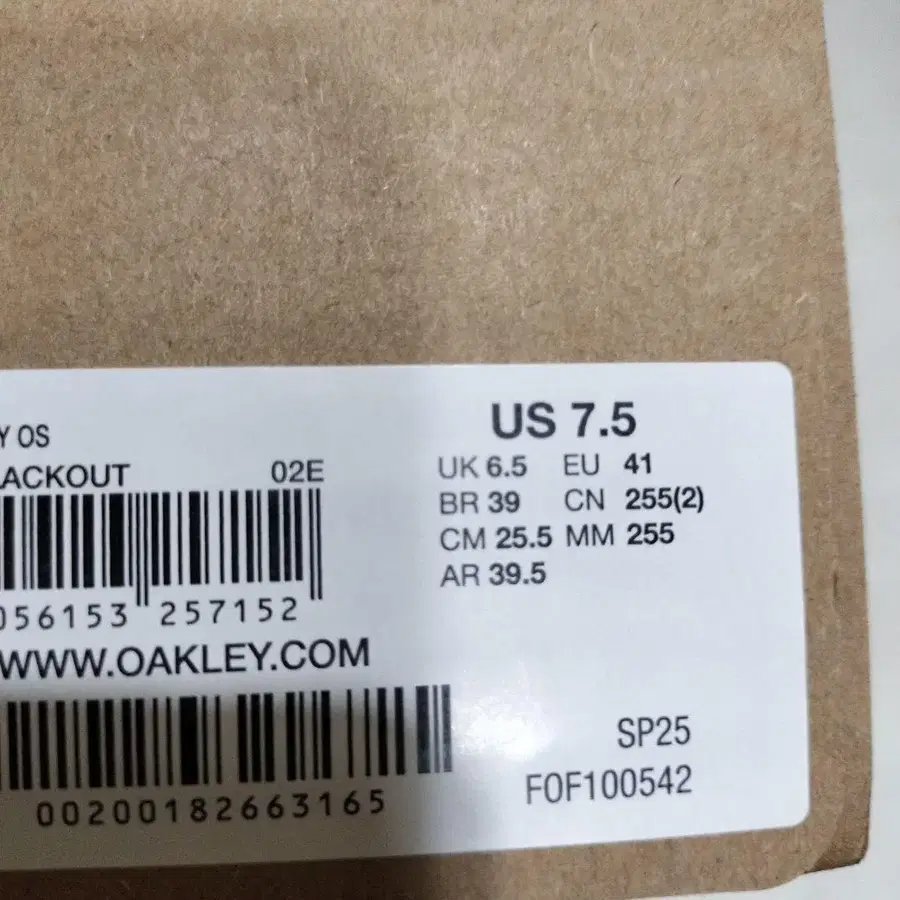 Y OS
LACKOUT 02E
056153 257152
WWW.OAKLEY.COM
00200182663165
US 7.5
UK 6.5 EU 41
BR 39 CN 255(2)
CM 25.5 MM 255
AR 39.5
SP25
FOF100542